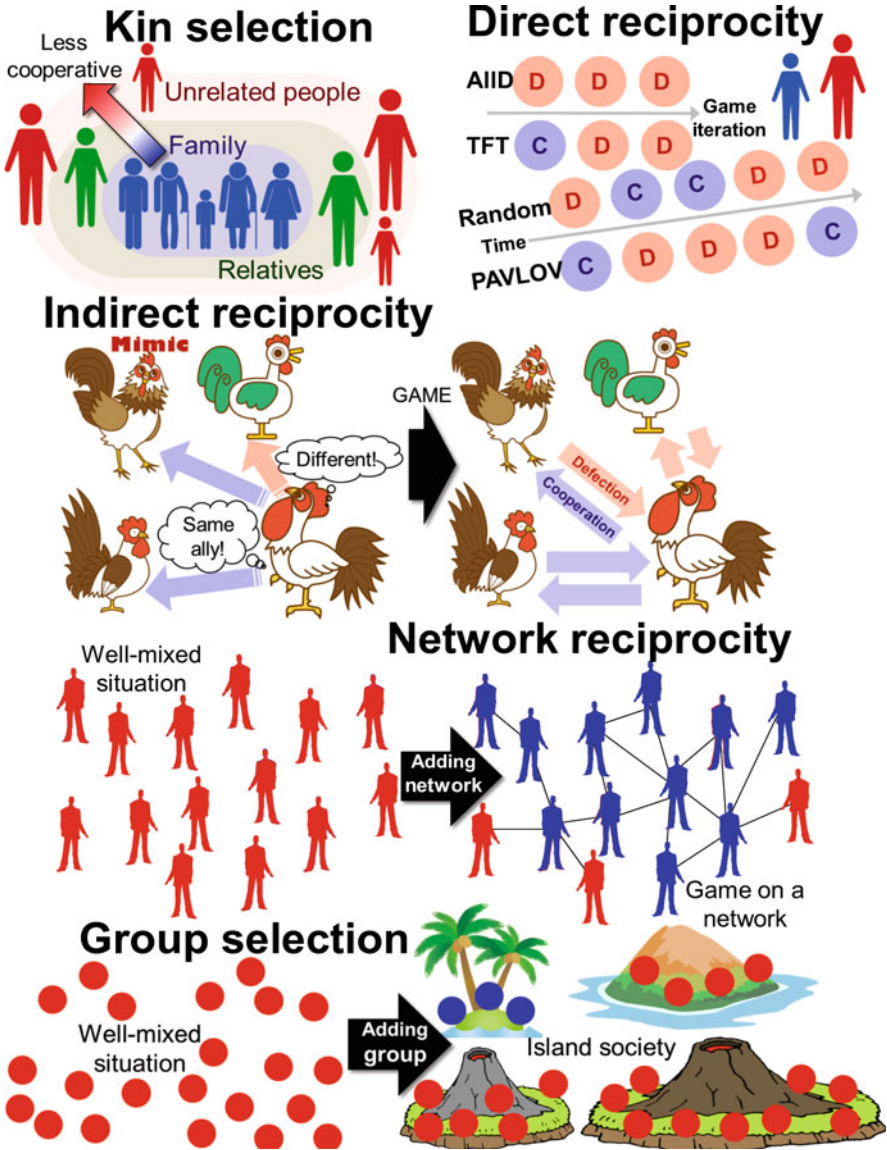 Kin selection
Less
cooperative
Unrelated people
Family
Relatives
Direct reciprocity
AllD D D D
Game
iteration
TFT C D D
Random D C C D D
Time
PAVLOV C D D D C
Indirect reciprocity
Mimic
Different!
Same
ally!
GAME
Defection
Cooperation
Network reciprocity
Well-mixed
situation
Adding
network
Game on a
network
Group selection
Well-mixed
situation
Adding
group
Island society